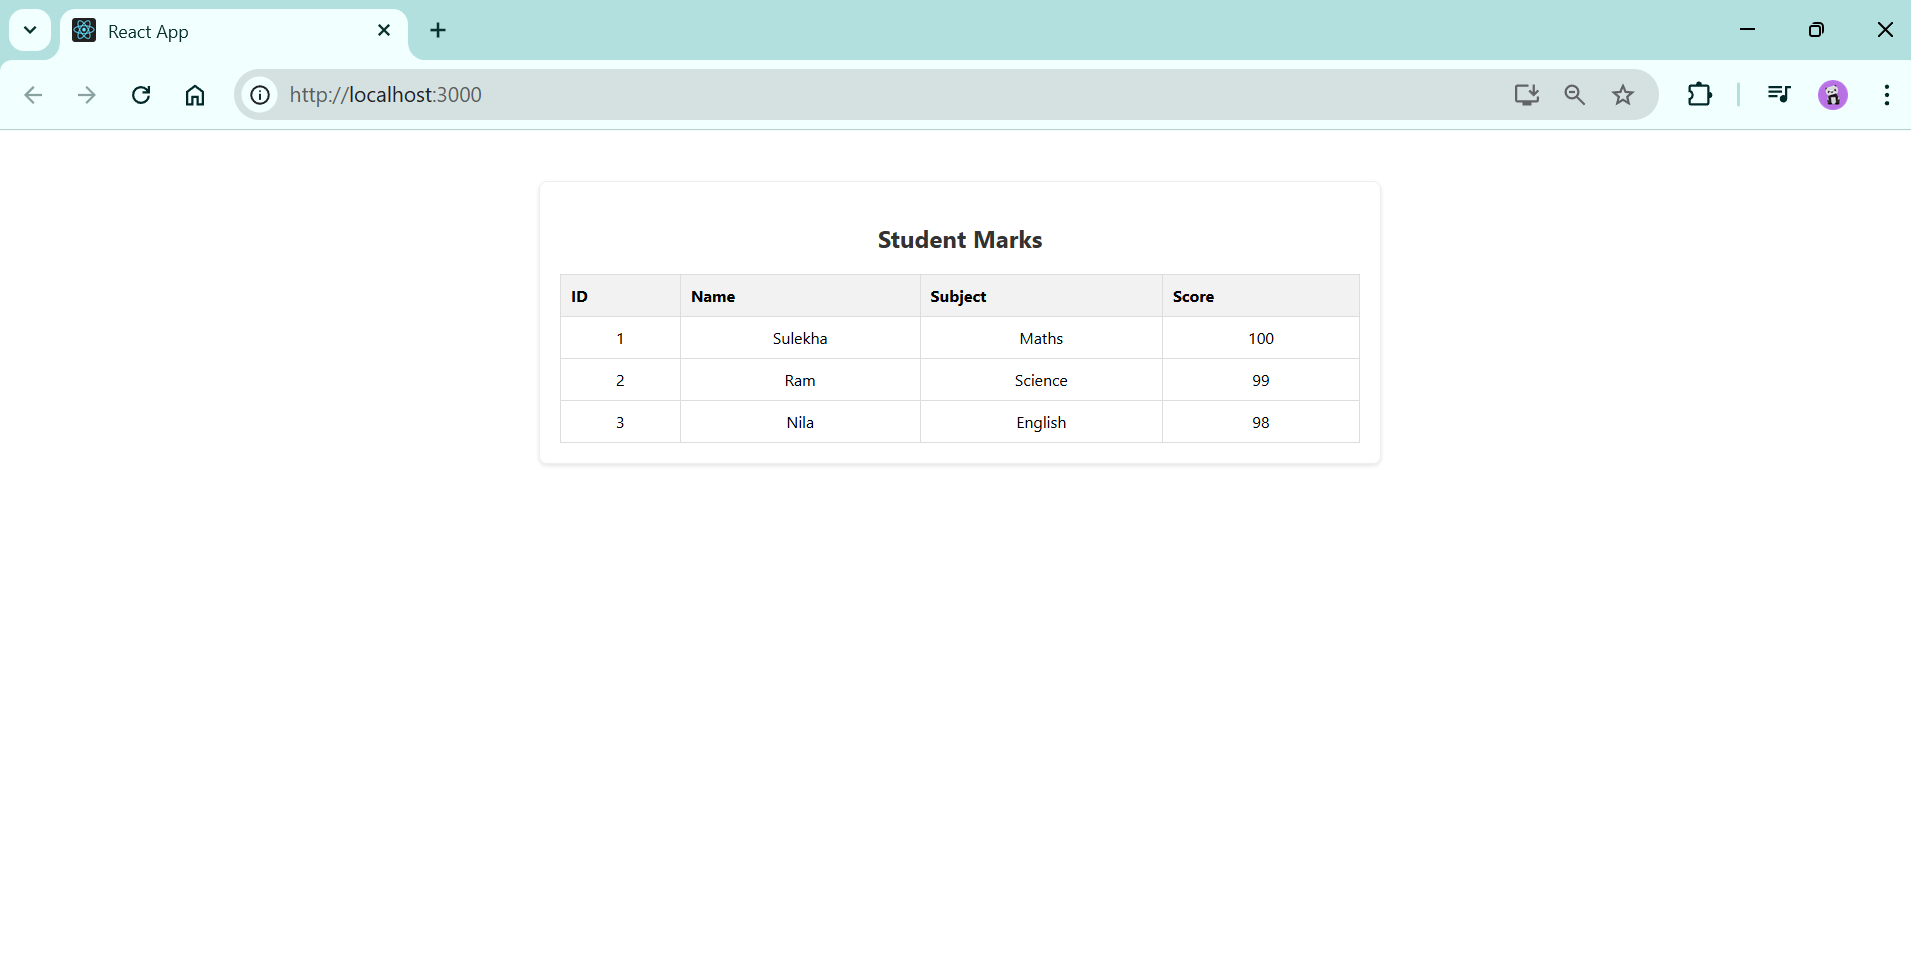 React App
http://localhost:3000
Student Marks
ID Name Subject Score
1 Sulekha Maths 100
2 Ram Science 99
3 Nila English 98